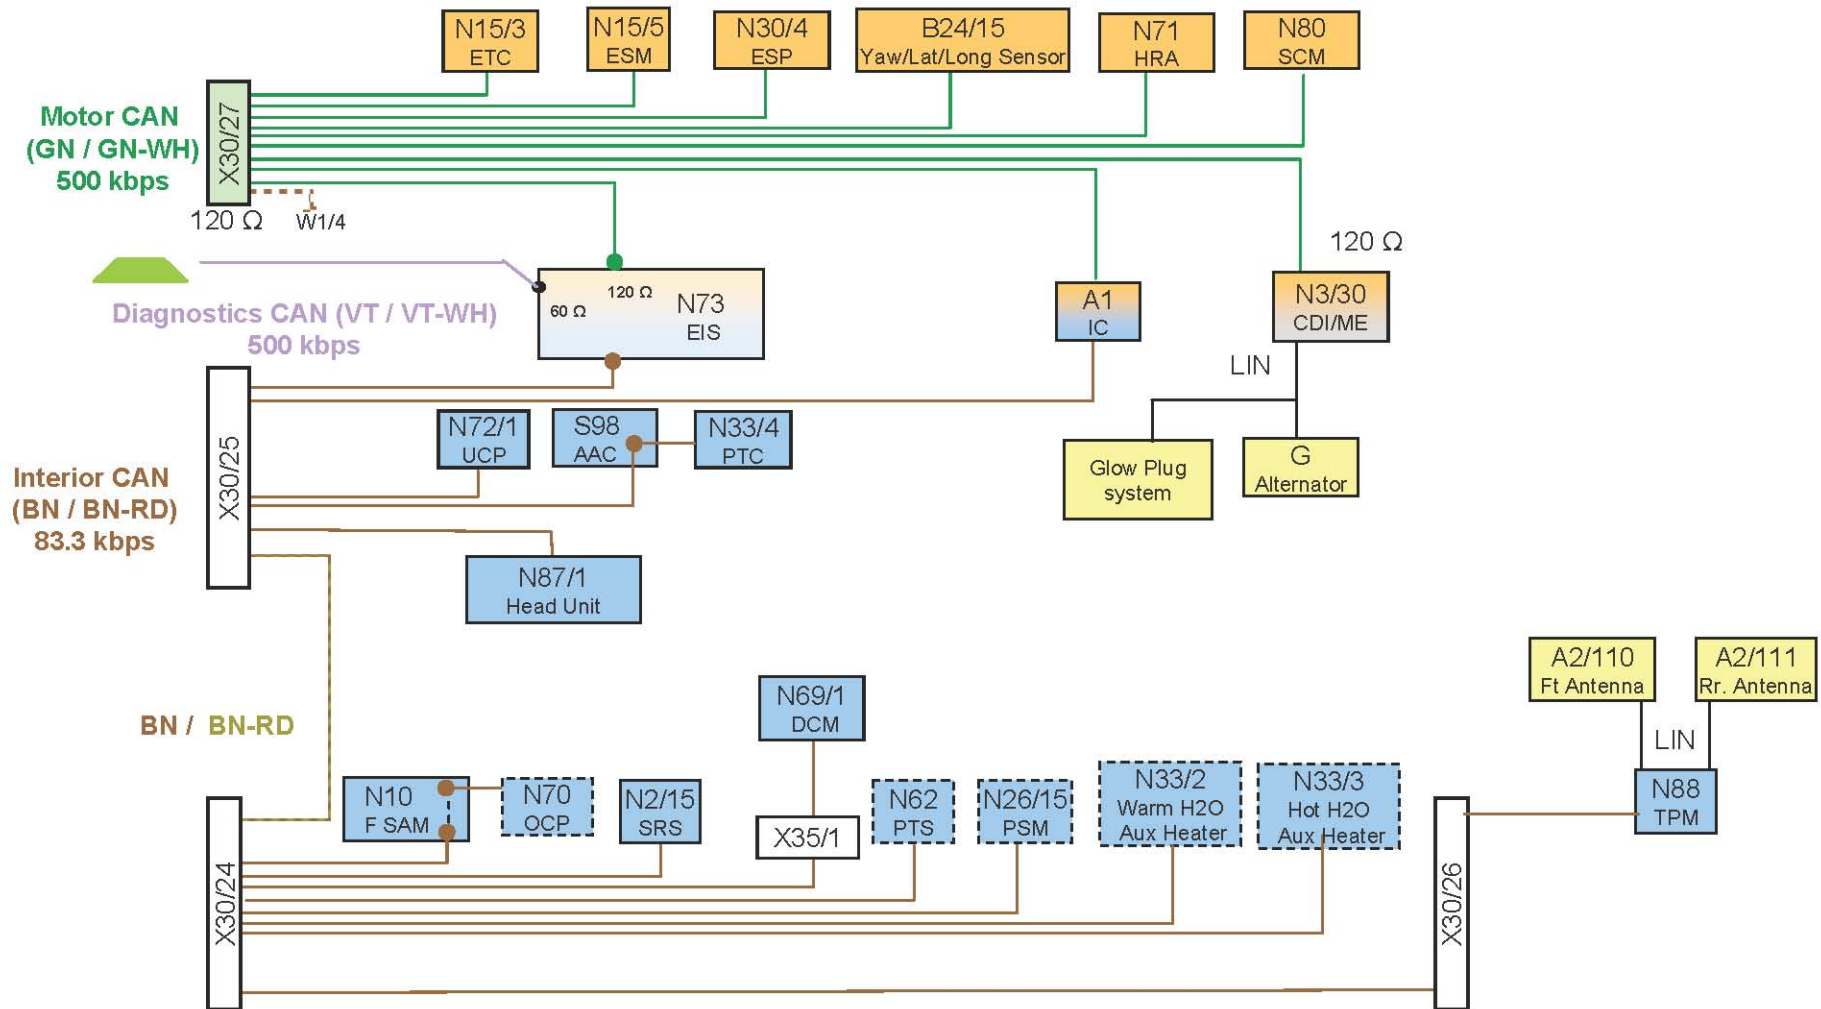 N15/3
ETC
N15/5
ESM
N30/4
ESP
B24/15
Yaw/Lat/Long Sensor
N71
HRA
N80
SCM
Motor CAN
(GN / GN-WH)
500 kbps
X30/27
120 Ω
W1/4
120 Ω
Diagnostics CAN (VT / VT-WH)
500 kbps
60 Ω
120 Ω
N73
EIS
A1
IC
N3/30
CDI/ME
LIN
Glow Plug
system
G
Alternator
Interior CAN
(BN / BN-RD)
83.3 kbps
X30/25
N72/1
UCP
S98
AAC
N33/4
PTC
N87/1
Head Unit
BN / BN-RD
A2/110
Ft Antenna
A2/111
Rr. Antenna
LIN
N88
TPM
N69/1
DCM
X35/1
N10
F SAM
N70
OCP
N2/15
SRS
N62
PTS
N26/15
PSM
N33/2
Warm H2O
Aux Heater
N33/3
Hot H2O
Aux Heater
X30/24
X30/26